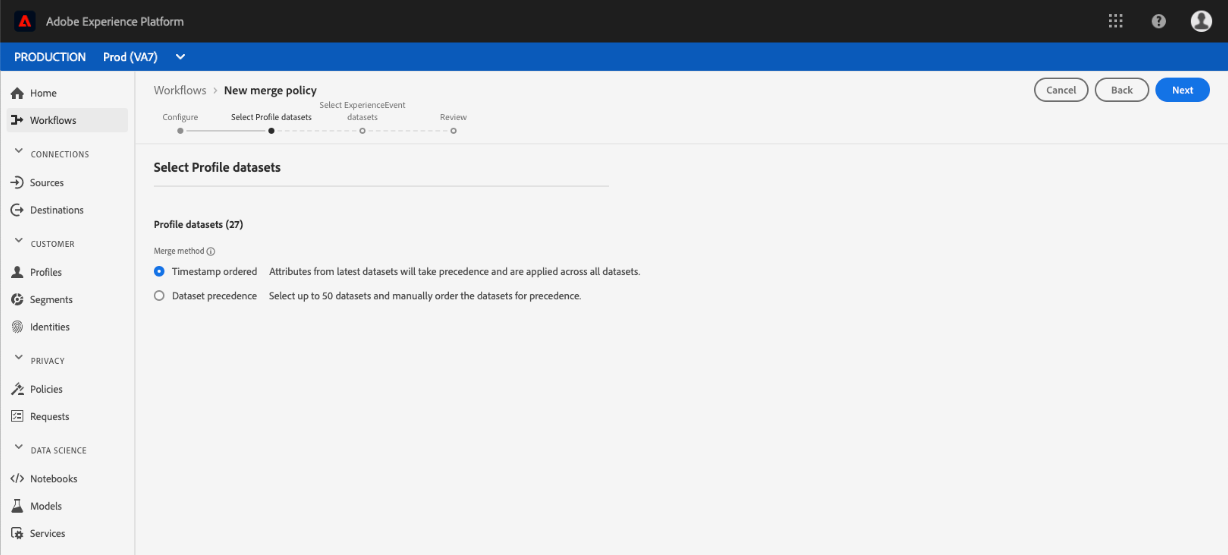 Adobe Experience Platform
PRODUCTION Prod (VA7)
Home
Workflows
CONNECTIONS
Sources
Destinations
CUSTOMER
Profiles
Segments
Identities
PRIVACY
Policies
Requests
DATA SCIENCE
Notebooks
Models
Services
Workflows › New merge policy
Cancel
Back
Next
Configure
Select Profile datasets
Select ExperienceEvent
datasets
Review
Select Profile datasets
Profile datasets (27)
Merge method
Timestamp ordered Attributes from latest datasets will take precedence and are applied across all datasets.
Dataset precedence Select up to 50 datasets and manually order the datasets for precedence.